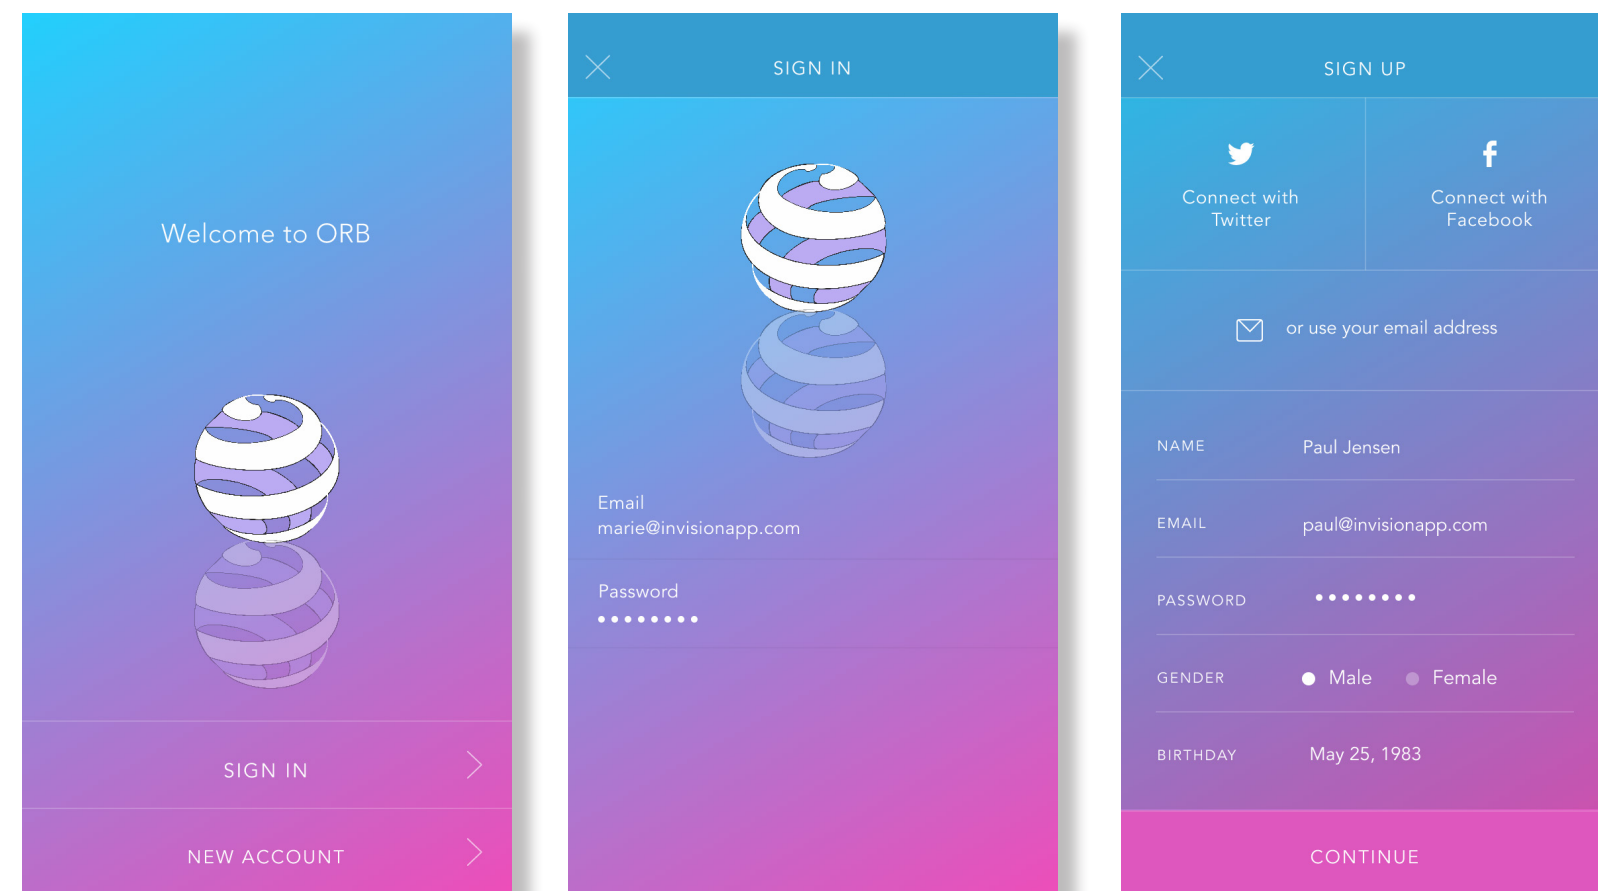 Welcome to ORB
SIGN IN
NEW ACCOUNT
SIGN IN
Email
marie@invisionapp.com
Password
SIGN UP
Connect with
Twitter
Connect with
Facebook
or use your email address
NAME Paul Jensen
EMAIL paul@invisionapp.com
PASSWORD
GENDER Male Female
BIRTHDAY May 25, 1983
CONTINUE